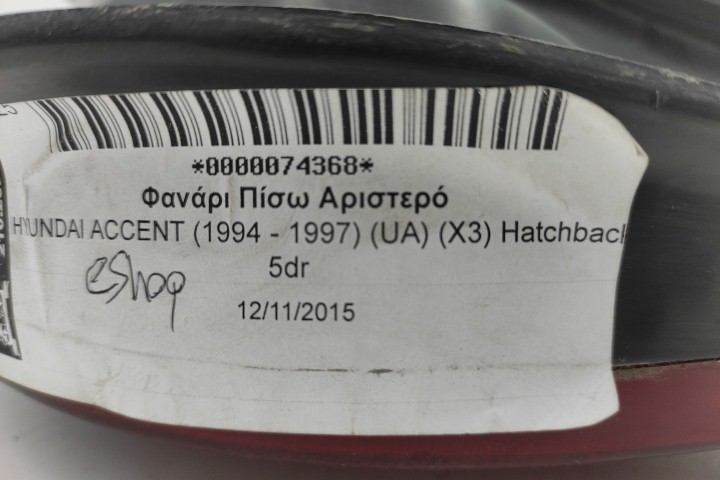 *0000074368*
Φανάρι Πίσω Αριστερό
HYUNDAI ACCENT (1994 - 1997) (UA) (X3) Hatchback
5dr
eShop
12/11/2015